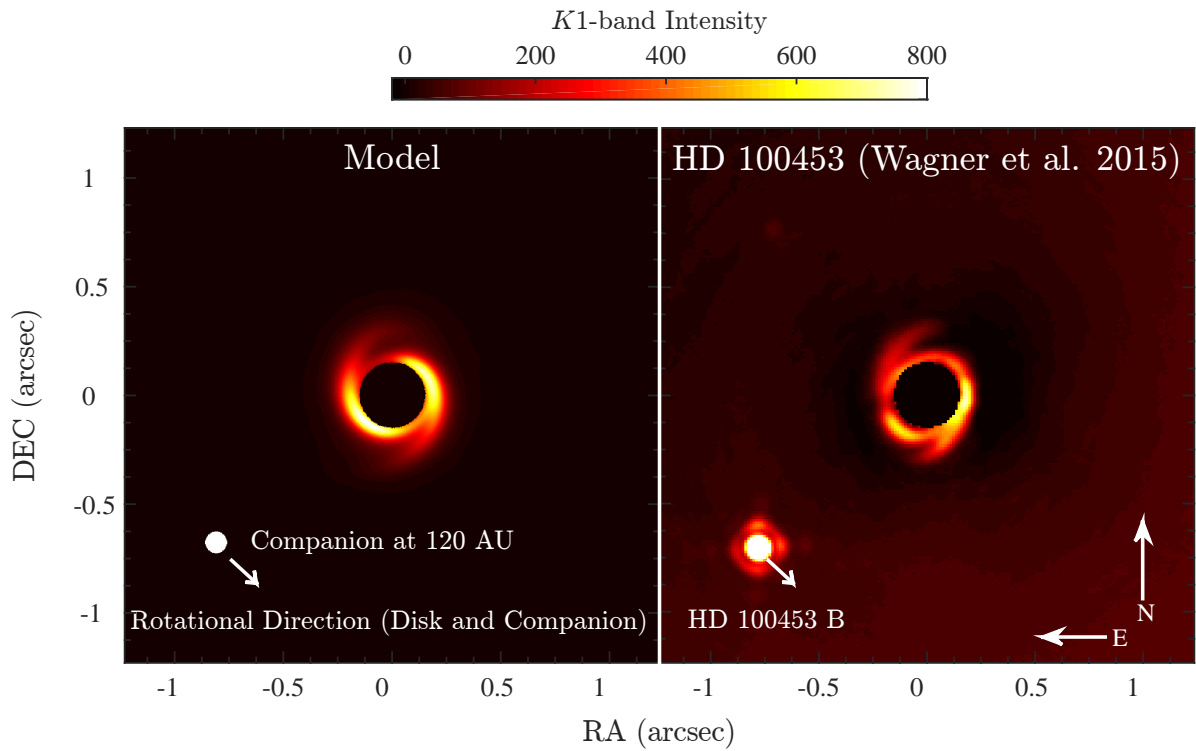 K1-band Intensity
0 200 400 600 800
Model
HD 100453 (Wagner et al. 2015)
1
0.5
0
-0.5
-1
DEC (arcsec)
Companion at 120 AU
Rotational Direction (Disk and Companion)
HD 100453 B
N
E
-1 -0.5 0 0.5 1
-1 -0.5 0 0.5 1
RA (arcsec)